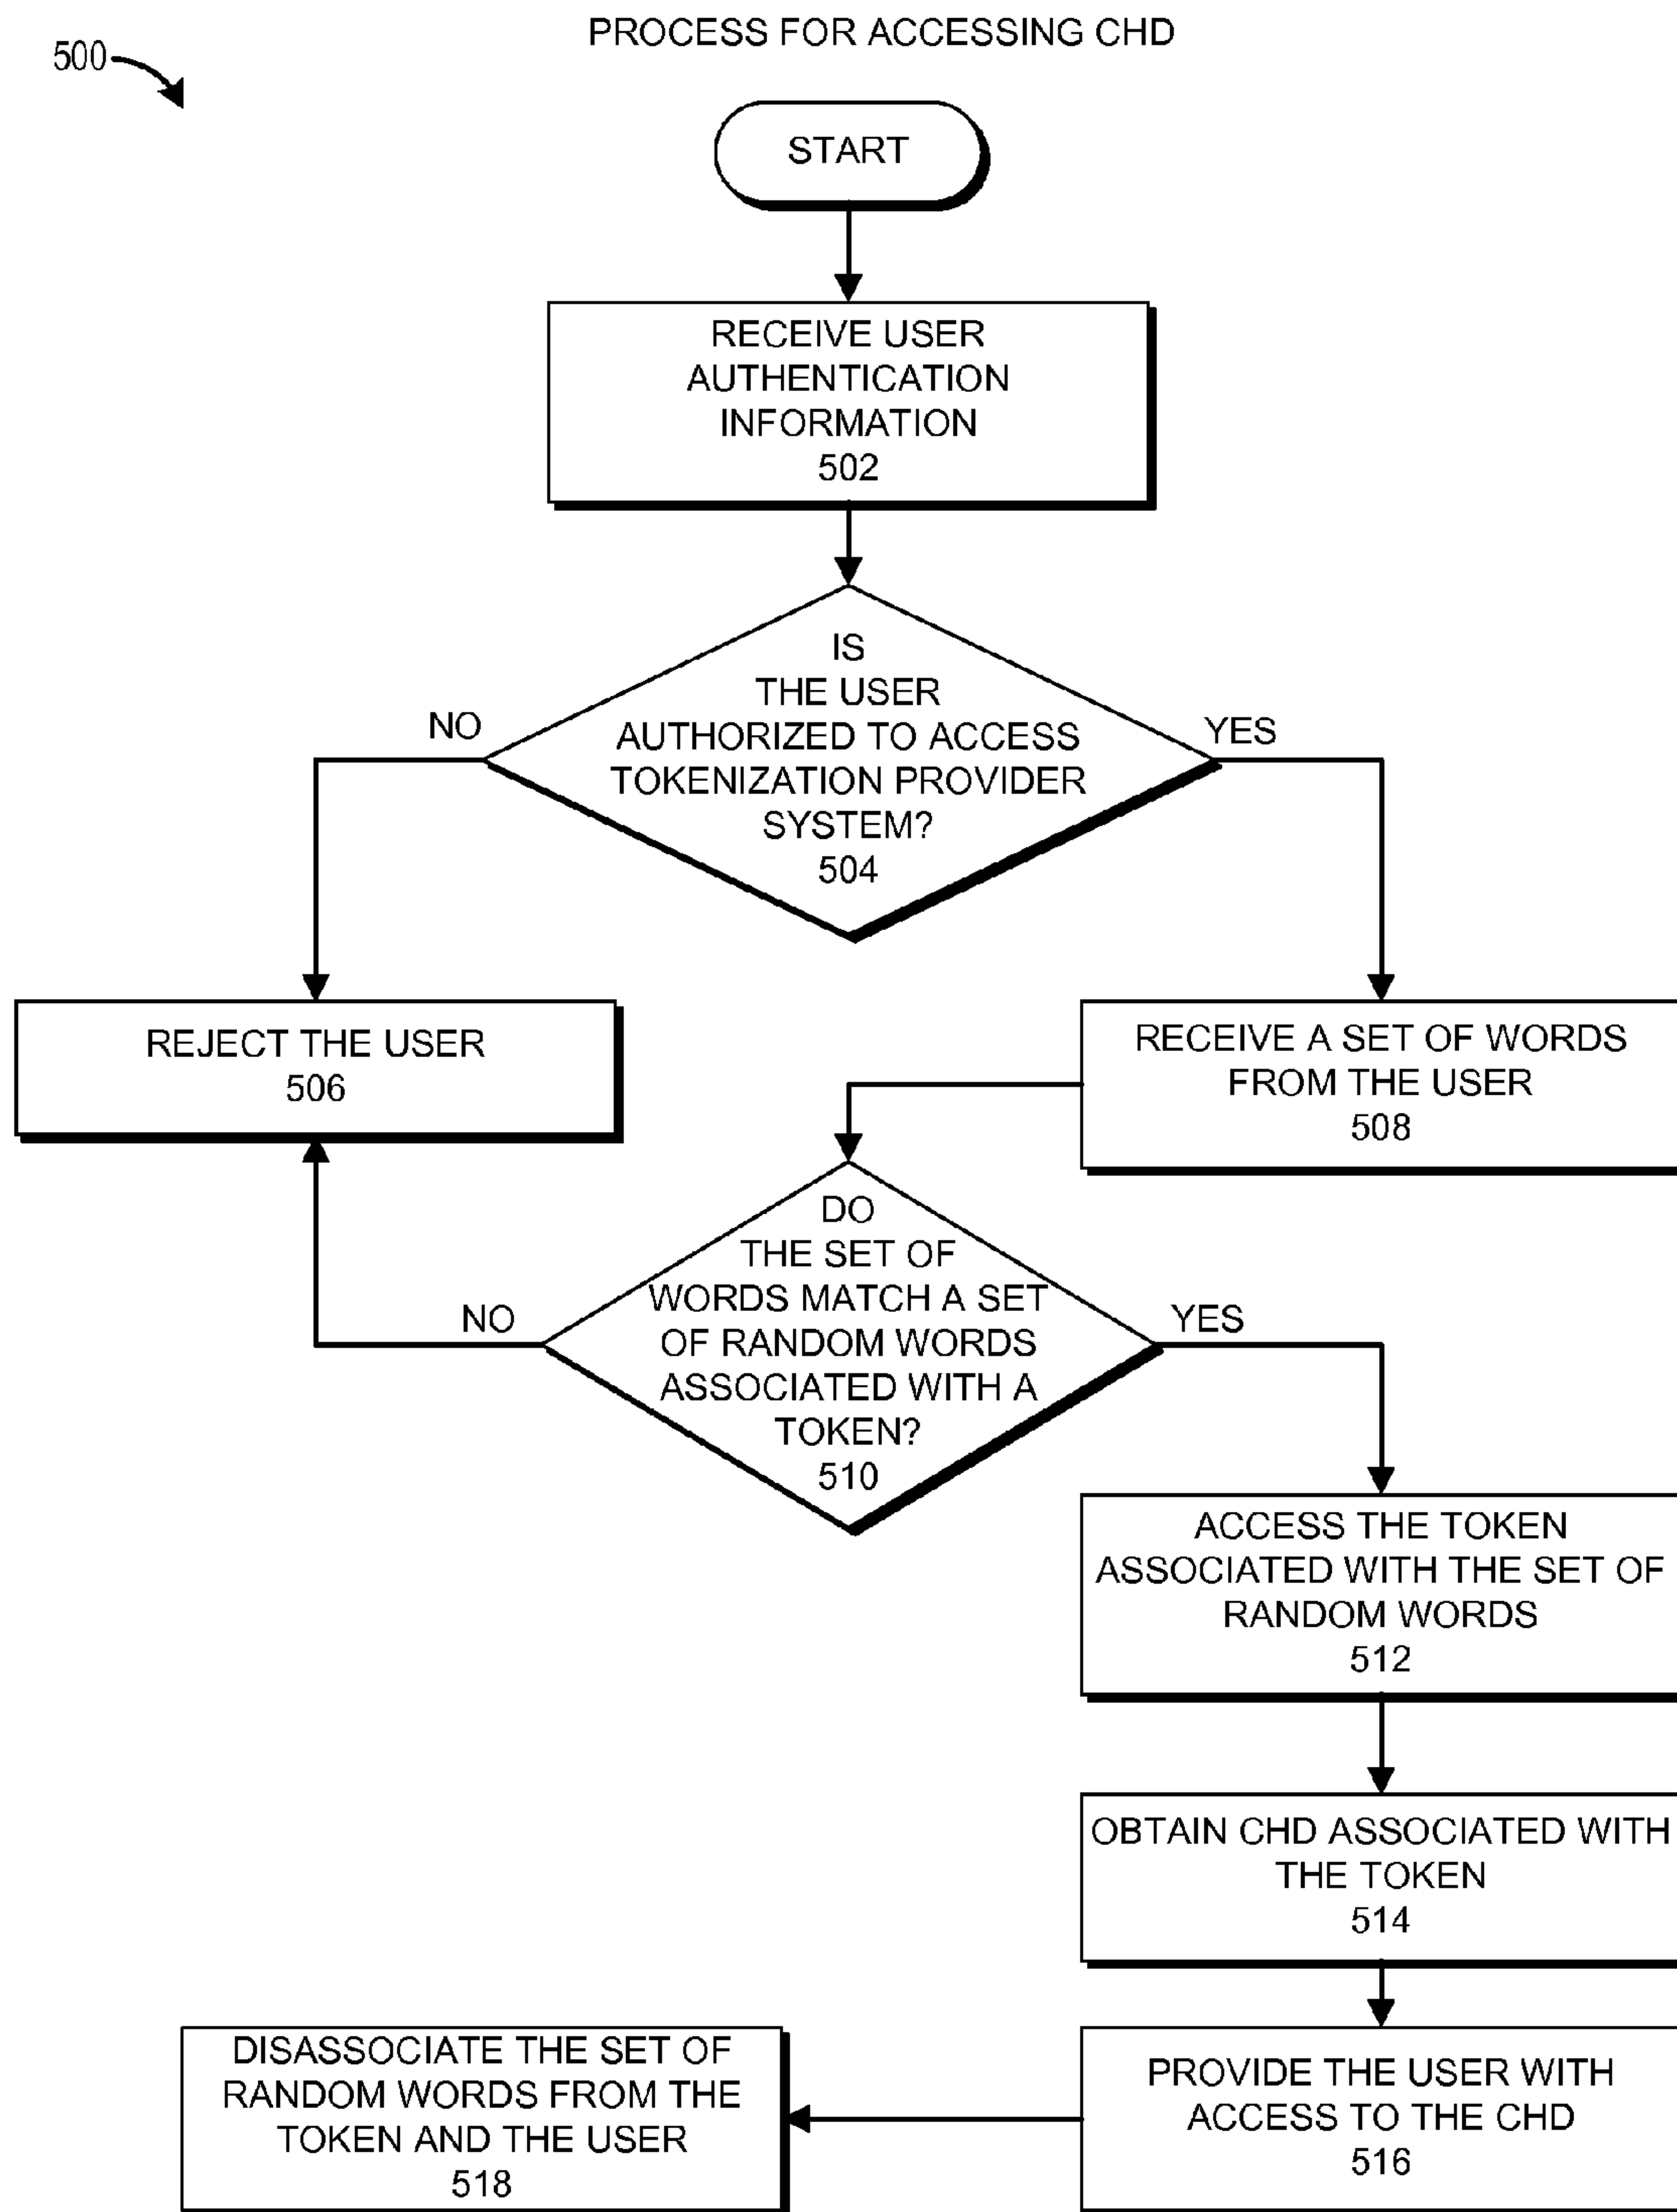 PROCESS FOR ACCESSING CHD
500
START
RECEIVE USER
AUTHENTICATION
INFORMATION
502
IS
THE USER
AUTHORIZED TO ACCESS
TOKENIZATION PROVIDER
SYSTEM?
504
NO
YES
REJECT THE USER
506
RECEIVE A SET OF WORDS
FROM THE USER
508
DO
THE SET OF
WORDS MATCH A SET
OF RANDOM WORDS
ASSOCIATED WITH A
TOKEN?
510
NO
YES
ACCESS THE TOKEN
ASSOCIATED WITH THE SET OF
RANDOM WORDS
512
OBTAIN CHD ASSOCIATED WITH
THE TOKEN
514
PROVIDE THE USER WITH
ACCESS TO THE CHD
516
DISASSOCIATE THE SET OF
RANDOM WORDS FROM THE
TOKEN AND THE USER
518